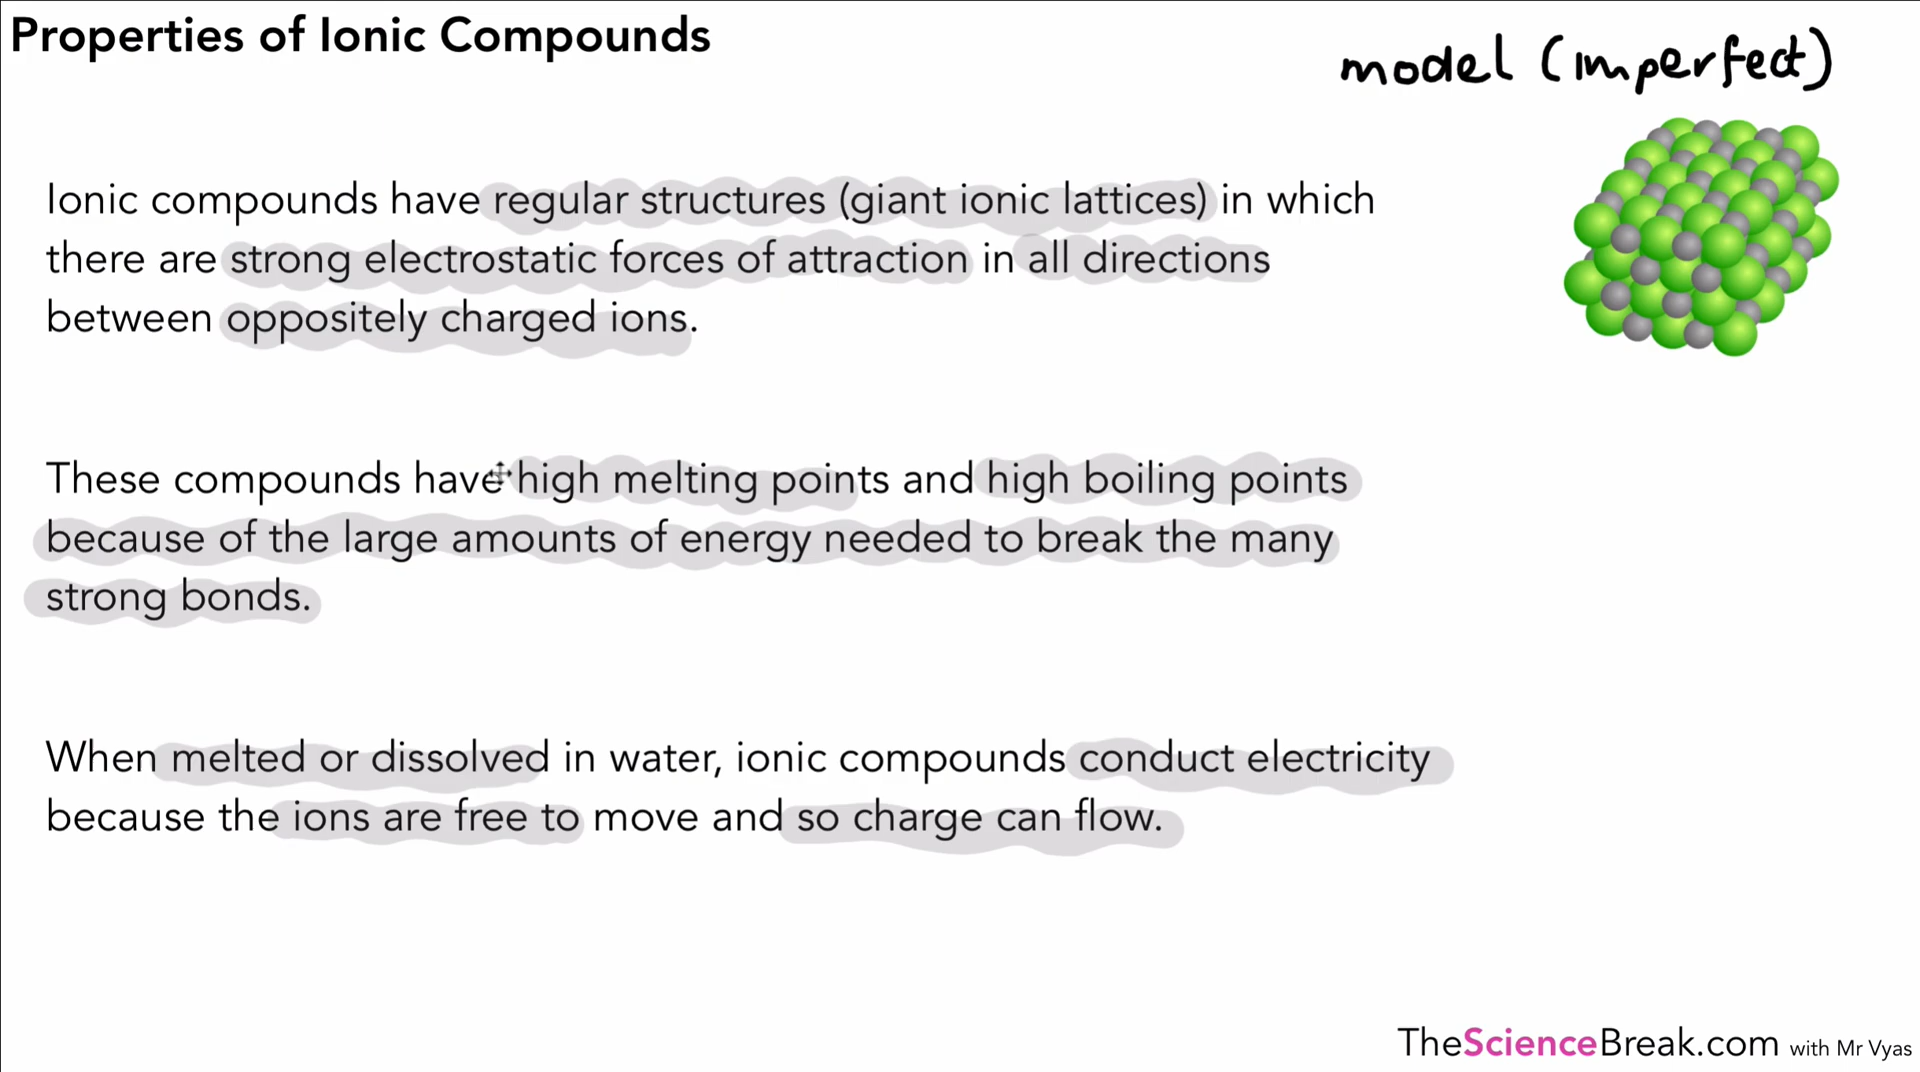 Properties of Ionic Compounds
model (imperfect)
Ionic compounds have regular structures (giant ionic lattices) in which
there are strong electrostatic forces of attraction in all directions
between oppositely charged ions.
These compounds have high melting points and high boiling points
because of the large amounts of energy needed to break the many
strong bonds.
When melted or dissolved in water, ionic compounds conduct electricity
because the ions are free to move and so charge can flow.
TheScienceBreak.com with Mr Vyas